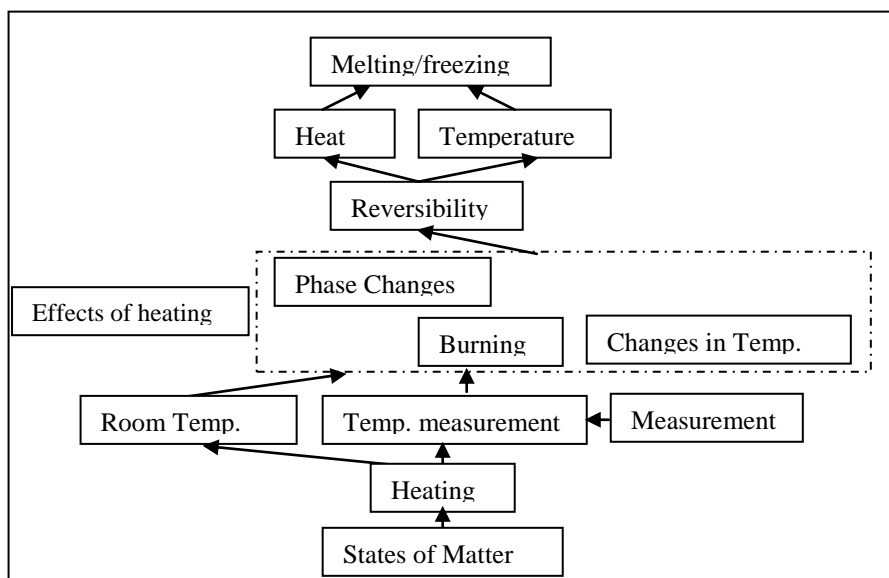 Melting/freezing
Heat
Temperature
Reversibility
Phase Changes
Effects of heating
Burning
Changes in Temp.
Room Temp.
Temp. measurement
Measurement
Heating
States of Matter